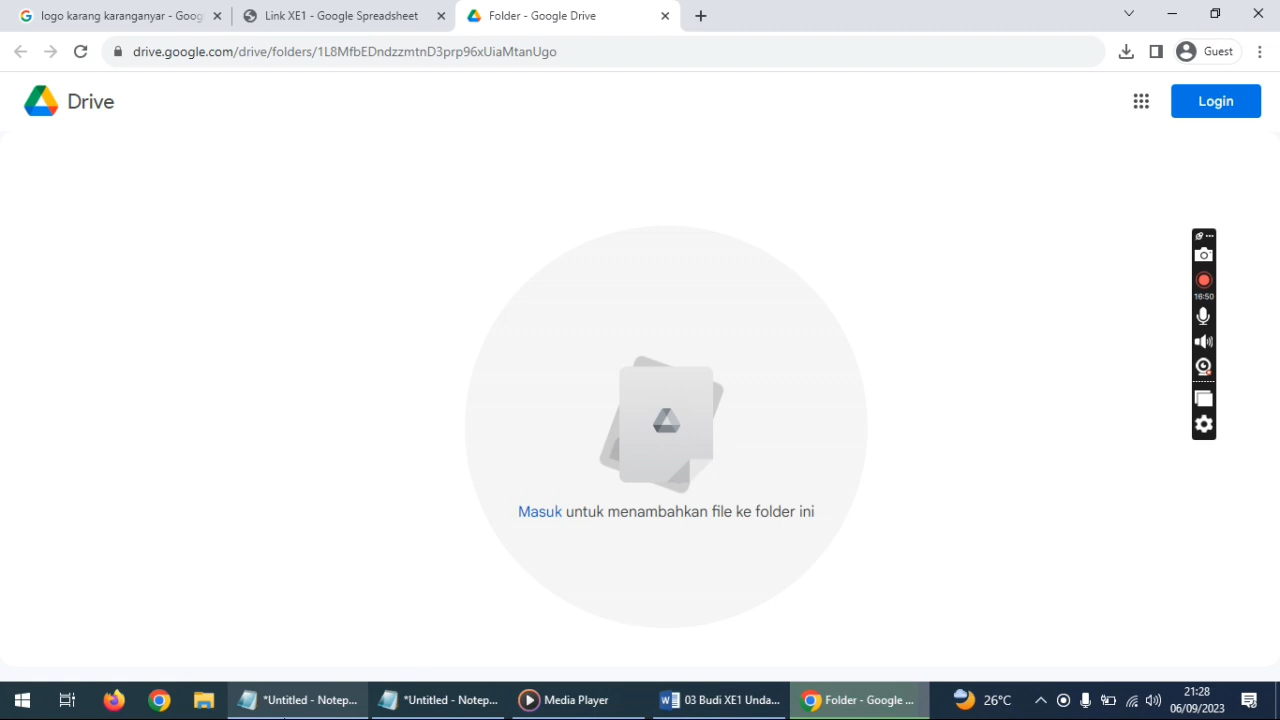 logo karang karanganyar - Goog
Link XE1 - Google Spreadsheet
Folder - Google Drive
drive.google.com/drive/folders/1L8MfbEDndzzmtnD3prp96xUiaMtanUgo
Guest
Drive
Login
16:50
Masuk untuk menambahkan file ke folder ini
*Untitled - Notep...
*Untitled - Notep...
Media Player
03 Budi XE1 Unda...
Folder - Google ...
26°C
21:28
06/09/2023